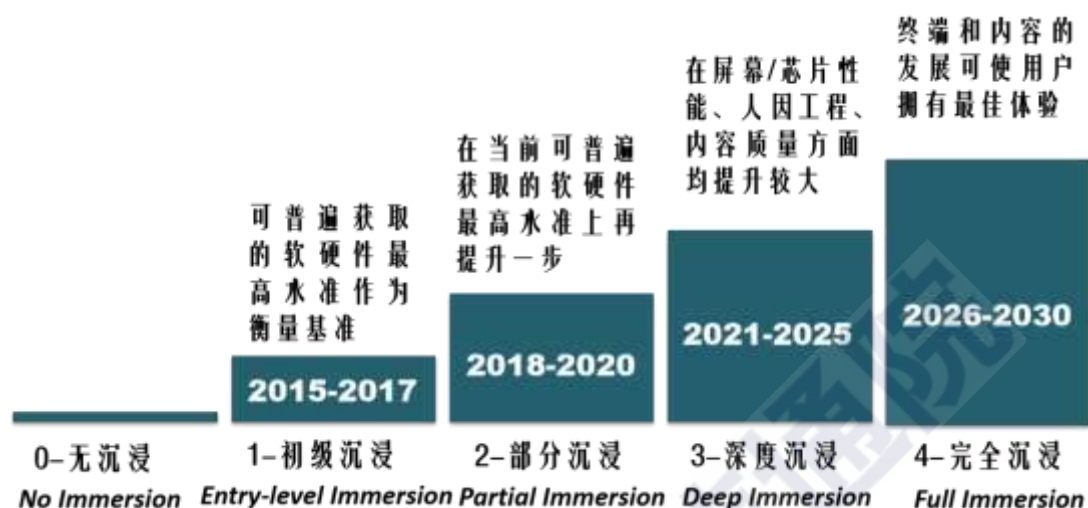 终端和内容的
发展可使用户
拥有最佳体验
在屏幕/芯片性
能、人因工程、
内容质量方面
均提升较大
在当前可普遍
获取的软硬件
最高水准上再
提升一步
可普遍获取
的软硬件最
高水准作为
衡量基准
2015-2017
2018-2020
2021-2025
2026-2030
0-无沉浸
1-初级沉浸
2-部分沉浸
3-深度沉浸
4-完全沉浸
No Immersion
Entry-level Immersion
Partial Immersion
Deep Immersion
Full Immersion
通院